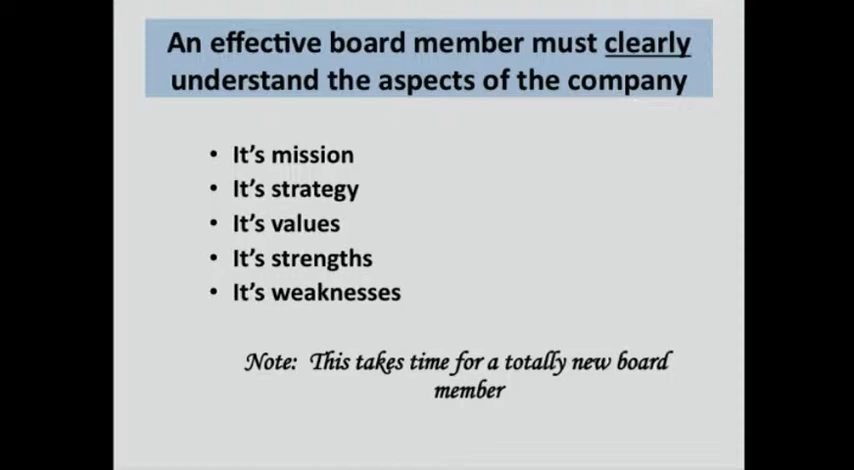 An effective board member must clearly
understand the aspects of the company
• It's mission
• It's strategy
• It's values
• It's strengths
• It's weaknesses
Note: This takes time for a totally new board
member